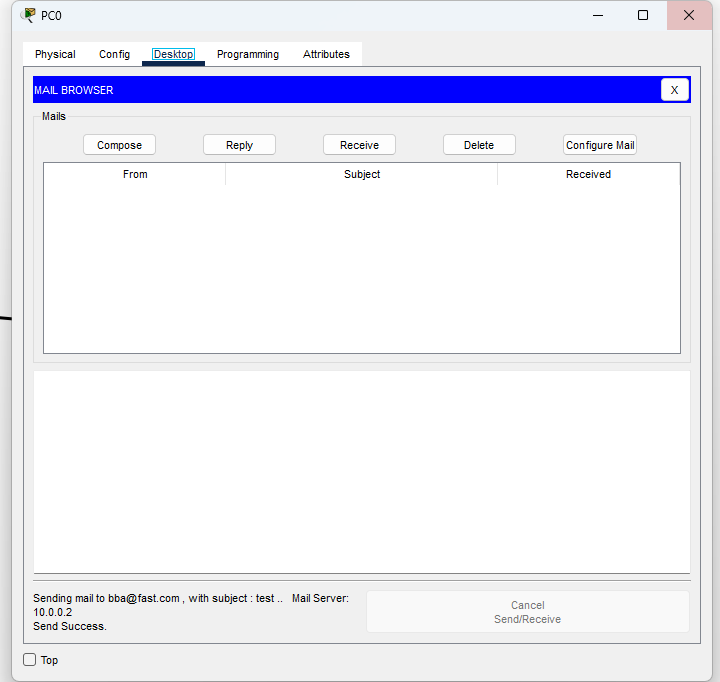 PC0
Physical Config Desktop Programming Attributes
MAIL BROWSER X
Mails
Compose Reply Receive Delete Configure Mail
From Subject Received
Sending mail to bba@fast.com , with subject : test .. Mail Server:
10.0.0.2
Send Success.
Cancel
Send/Receive
Top